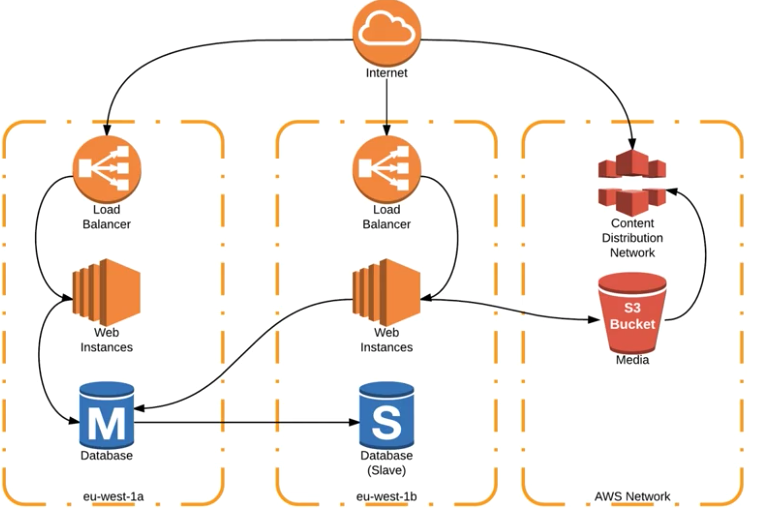 Internet
Load
Balancer
Load
Balancer
Content
Distribution
Network
Web
Instances
Web
Instances
S3
Bucket
Media
M
Database
S
Database
(Slave)
eu-west-1a
eu-west-1b
AWS Network